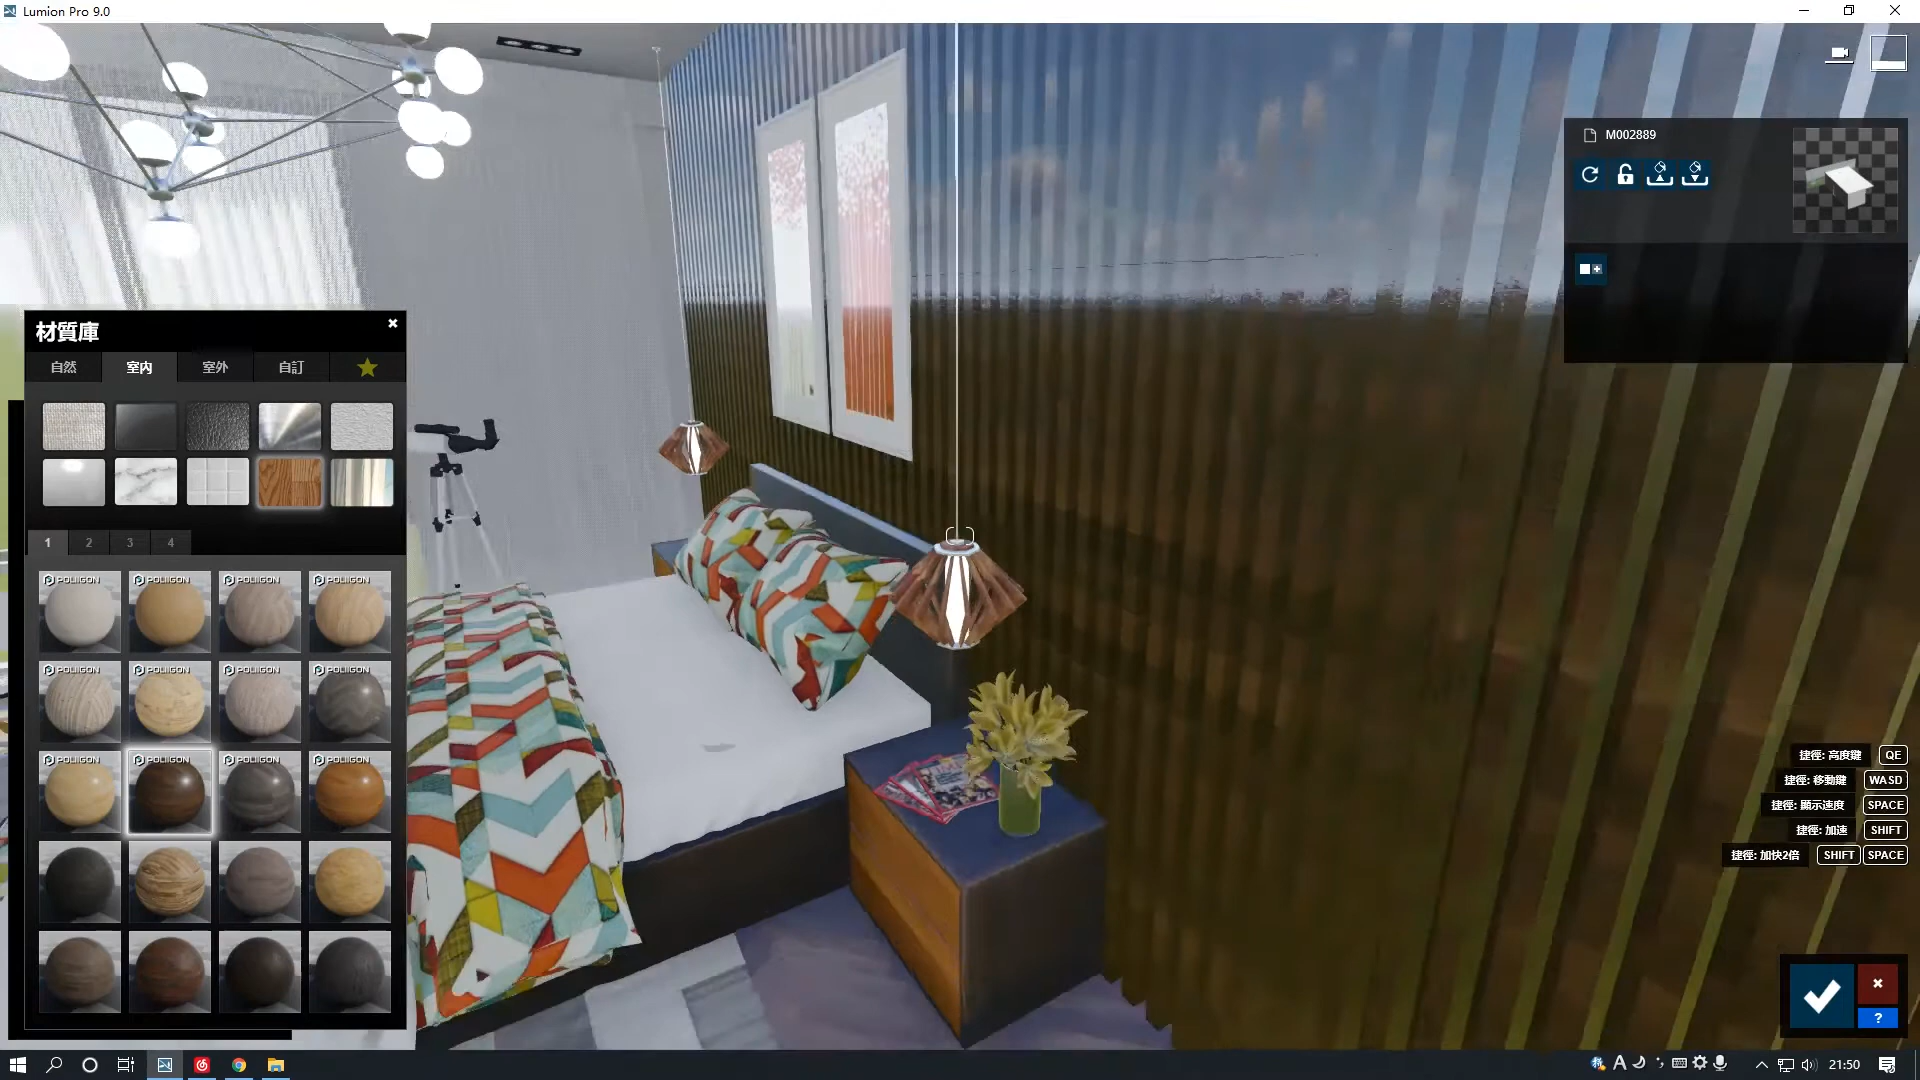 Lumion Pro 9.0
M002889
材質庫
自然 室內 室外 自訂
1 2 3 4
POLIIGON POLIIGON POLIIGON POLIIGON
POLIIGON POLIIGON POLIIGON POLIIGON
POLIIGON POLIIGON POLIIGON POLIIGON
捷徑: 高度鍵 QE
捷徑: 移動鍵 WASD
捷徑: 顯示速度 SPACE
捷徑: 加速 SHIFT
捷徑: 加快2倍 SHIFT SPACE
?
A
21:50